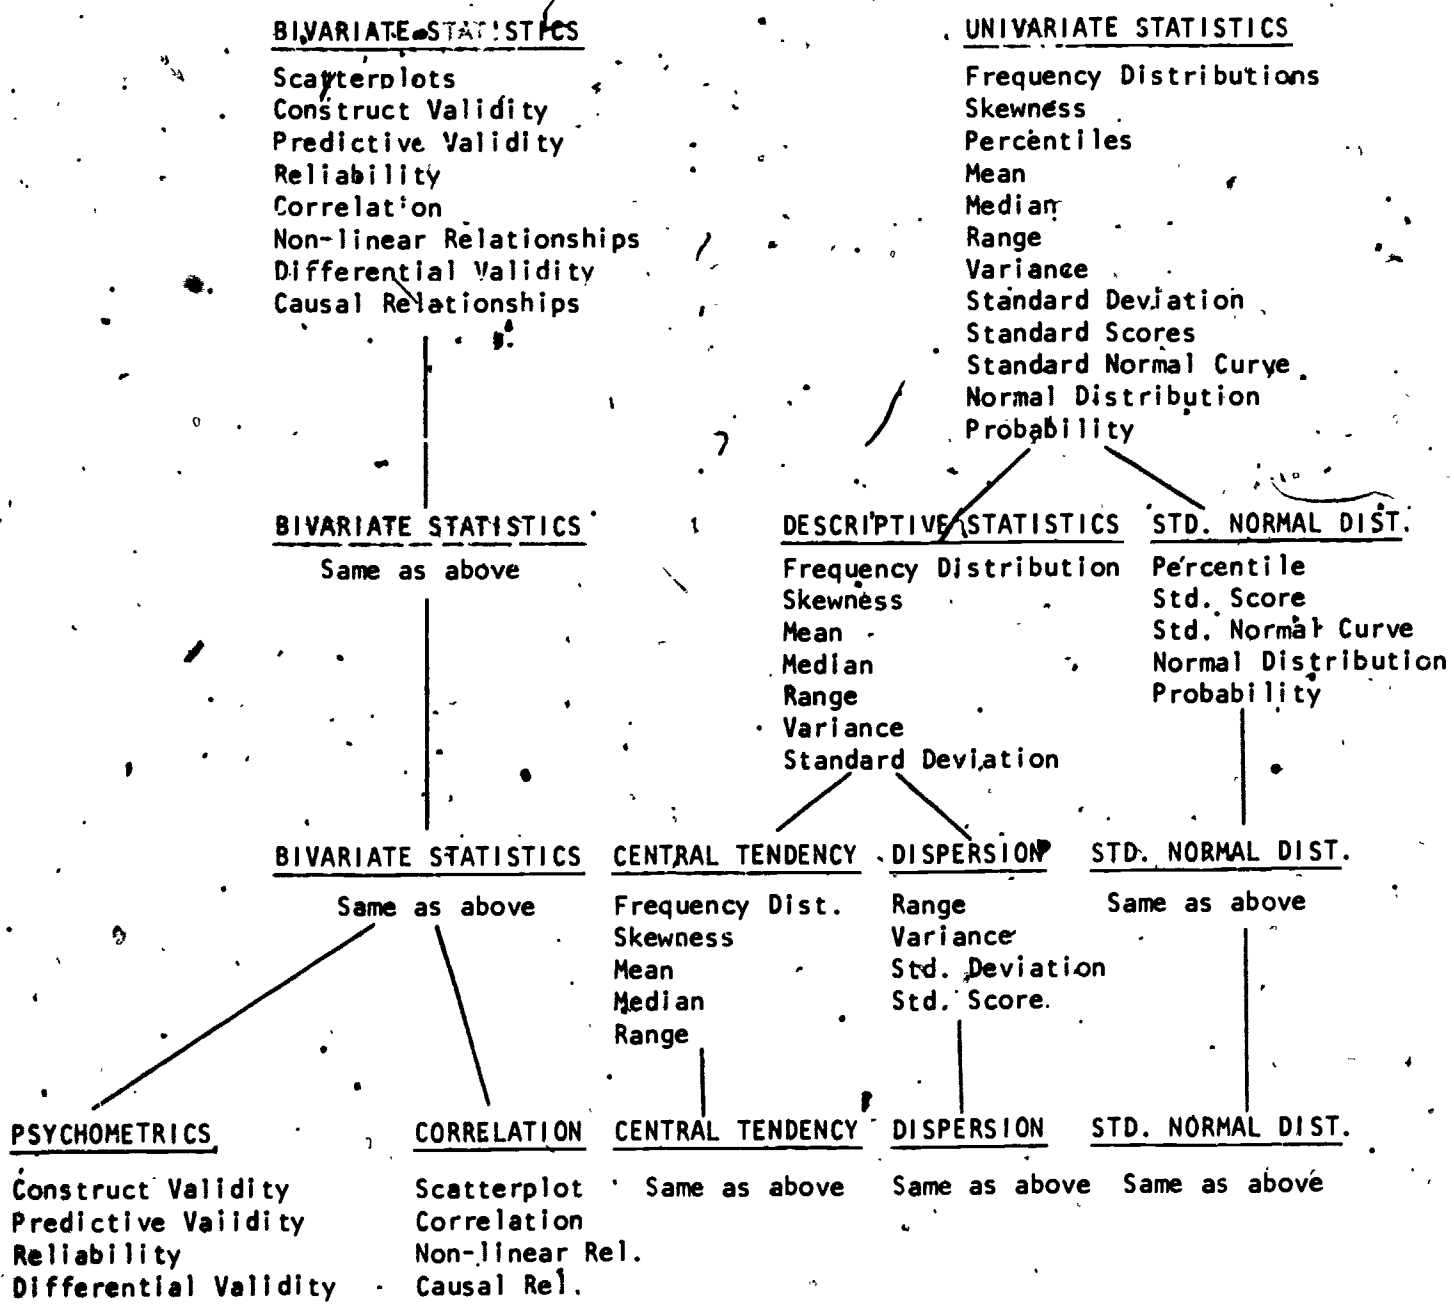 BIVARIATE STATISTICS
Scatterplots
Construct Validity
Predictive Validity
Reliability
Correlation
Non-linear Relationships
Differential Validity
Causal Relationships
UNIVARIATE STATISTICS
Frequency Distributions
Skewness
Percentiles
Mean
Median
Range
Variance
Standard Deviation
Standard Scores
Standard Normal Curve
Normal Distribution
Probability
BIVARIATE STATISTICS
Same as above
DESCRIPTIVE STATISTICS
Frequency Distribution
Skewness
Mean
Median
Range
Variance
Standard Deviation
STD. NORMAL DIST.
Percentile
Std. Score
Std. Normal Curve
Normal Distribution
Probability
BIVARIATE STATISTICS
Same as above
CENTRAL TENDENCY
Frequency Dist.
Skewness
Mean
Median
Range
DISPERSION
Range
Variance
Std. Deviation
Std. Score
STD. NORMAL DIST.
Same as above
PSYCHOMETRICS
Construct Validity
Predictive Validity
Reliability
Differential Validity
CORRELATION
Scatterplot
Correlation
Non-linear Rel.
Causal Rel.
CENTRAL TENDENCY
Same as above
DISPERSION
Same as above
STD. NORMAL DIST.
Same as above